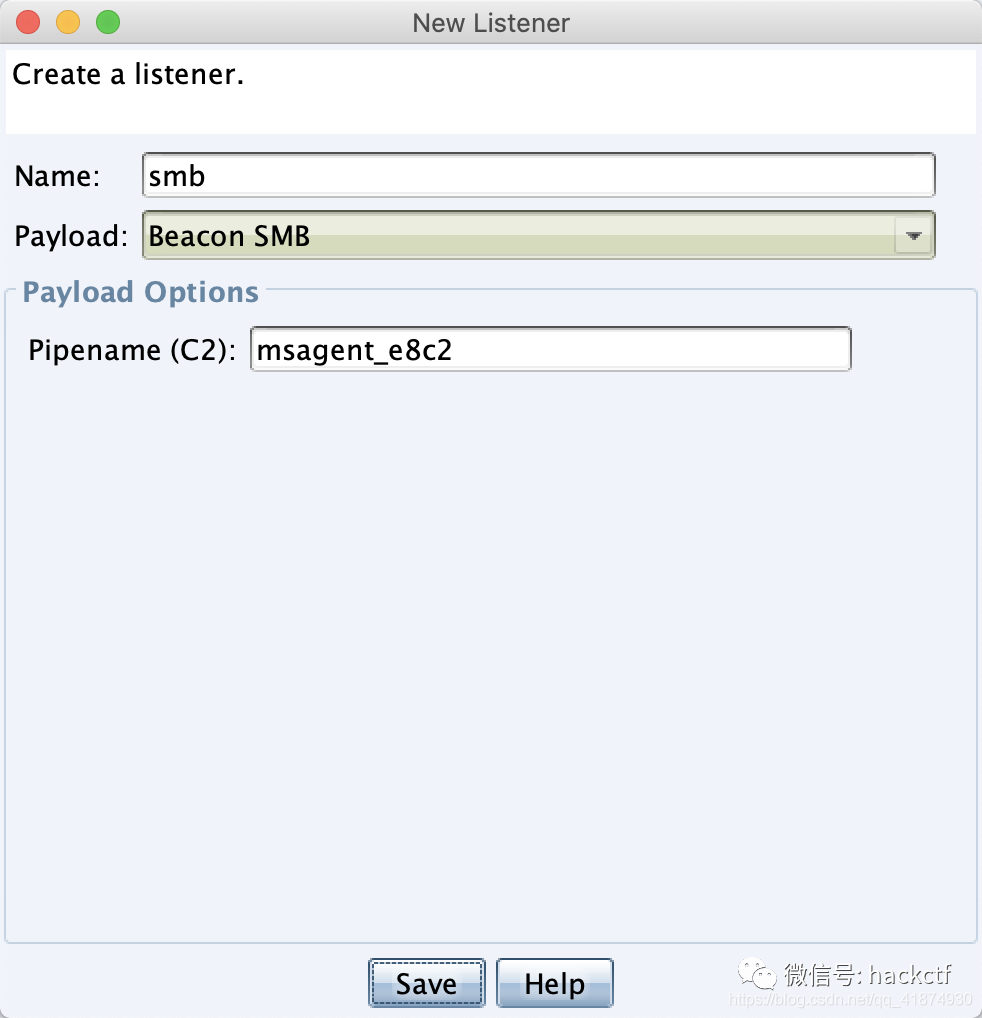 New Listener
Create a listener.
Name: smb
Payload: Beacon SMB
Payload Options
Pipename (C2): msagent_e8c2
Save Help
微信号: hackctf
https://blog.csdn.net/qq_41874930